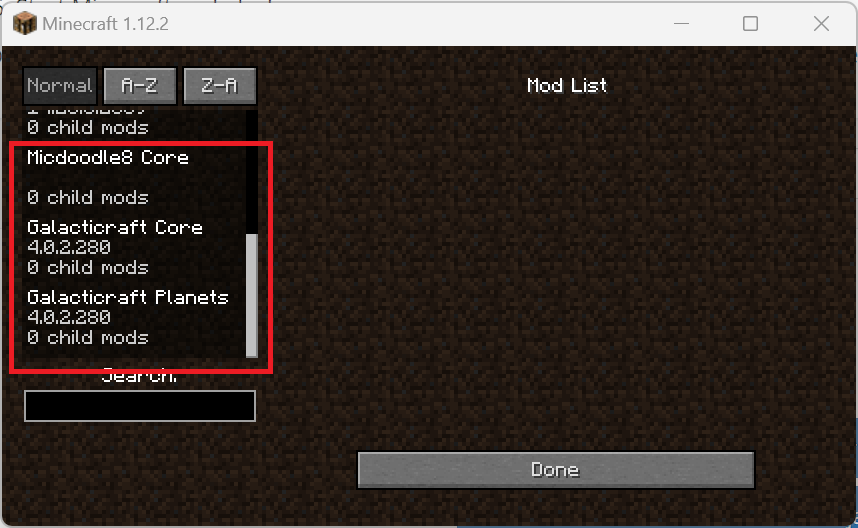 Minecraft 1.12.2
Normal
A-Z
Z-A
Mod List
0 child mods
Micdoodle8 Core
0 child mods
Galacticraft Core
4.0.2.280
0 child mods
Galacticraft Planets
4.0.2.280
0 child mods
Search:
Done